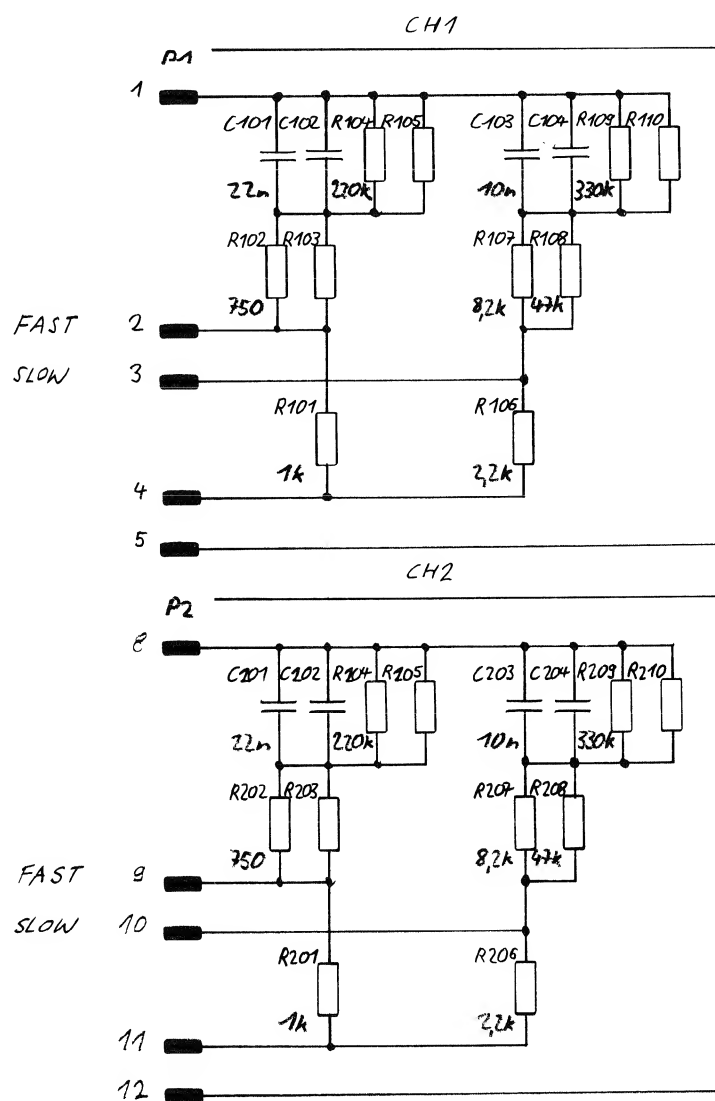 CH1
P1
1
C101 C102 R104 R105 C103 C104 R109 R110
22n 220k 10n 330k
R102 R103 R107 R108
750 8,2k 47k
FAST 2
SLOW 3
R101 R106
1k 2,2k
4
5
CH2
P2
8
C201 C202 R204 R205 C203 C204 R209 R210
22n 220k 10n 330k
R202 R203 R207 R208
750 8,2k 47k
FAST 9
SLOW 10
R201 R206
1k 2,2k
11
12